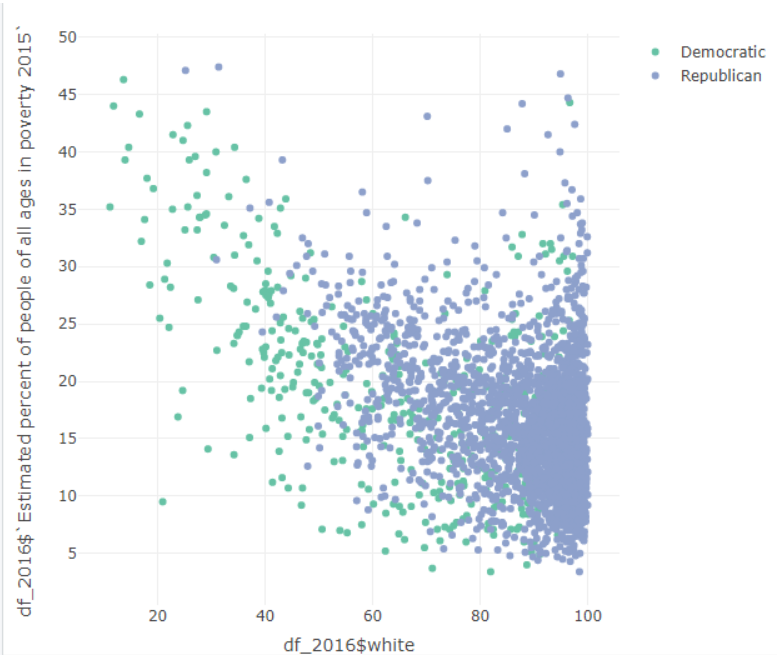 50
45
40
35
30
25
20
15
10
5
df_2016$`Estimated percent of people of all ages in poverty 2015`
20 40 60 80 100
df_2016$white
Democratic
Republican